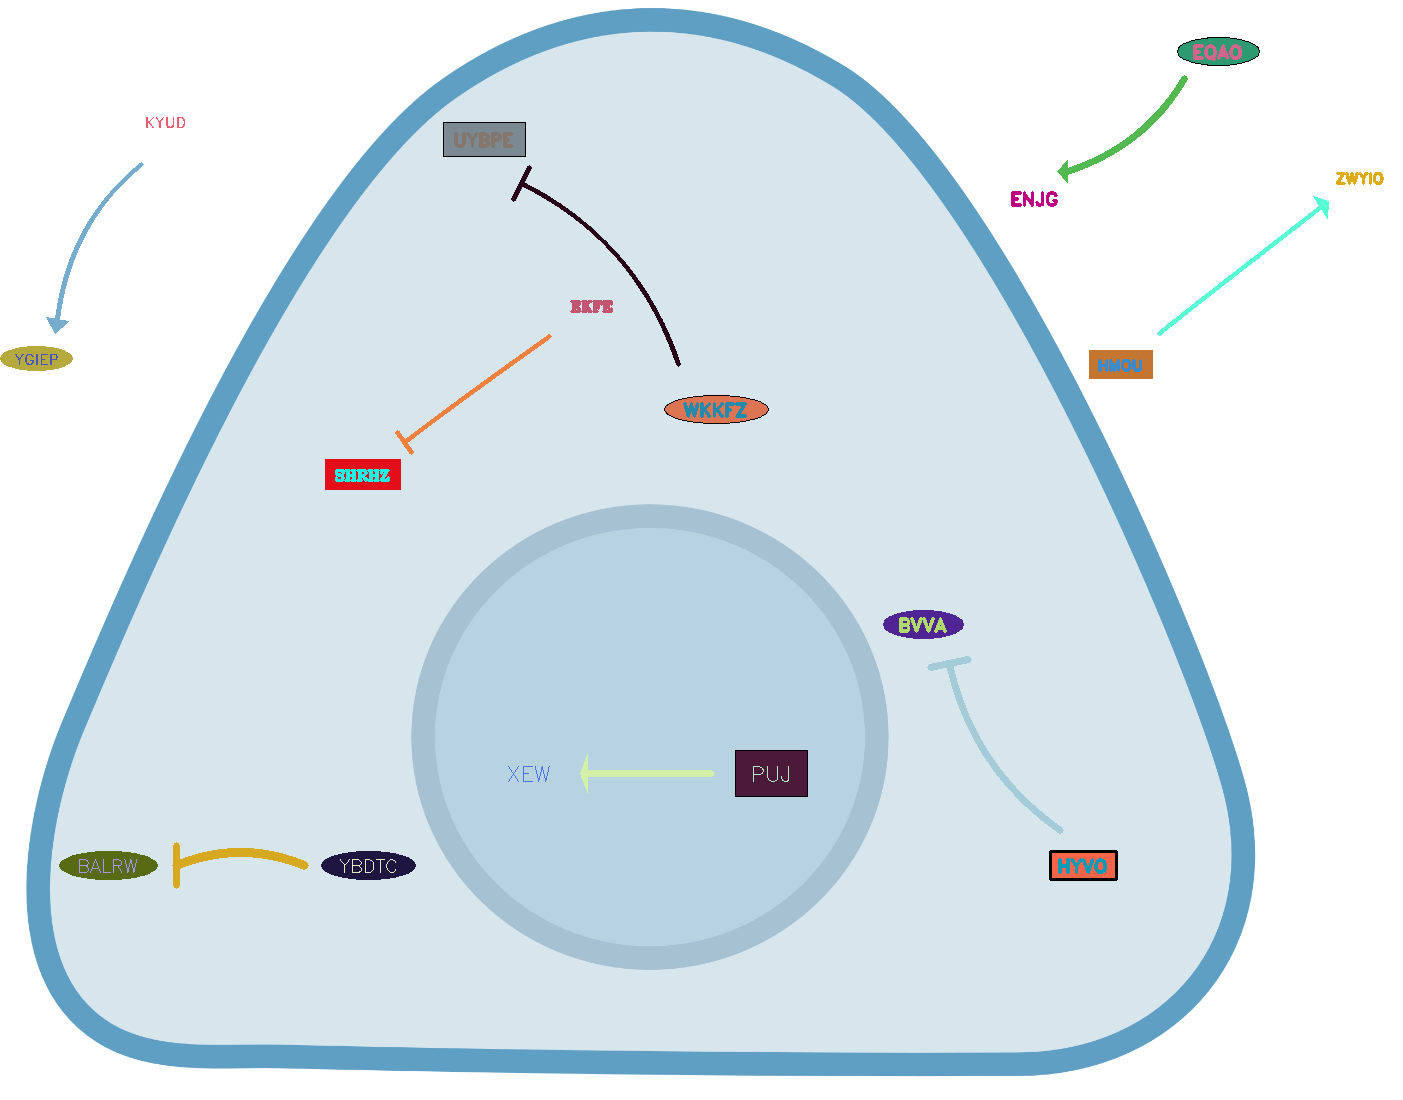 EQAO
KYUD
UYBPE
ZWYIO
ENJG
EKFE
YGIEP
HMOU
WKKFZ
SHRHZ
BVVA
XEW
PUJ
BALRW
YBDTC
HYVO